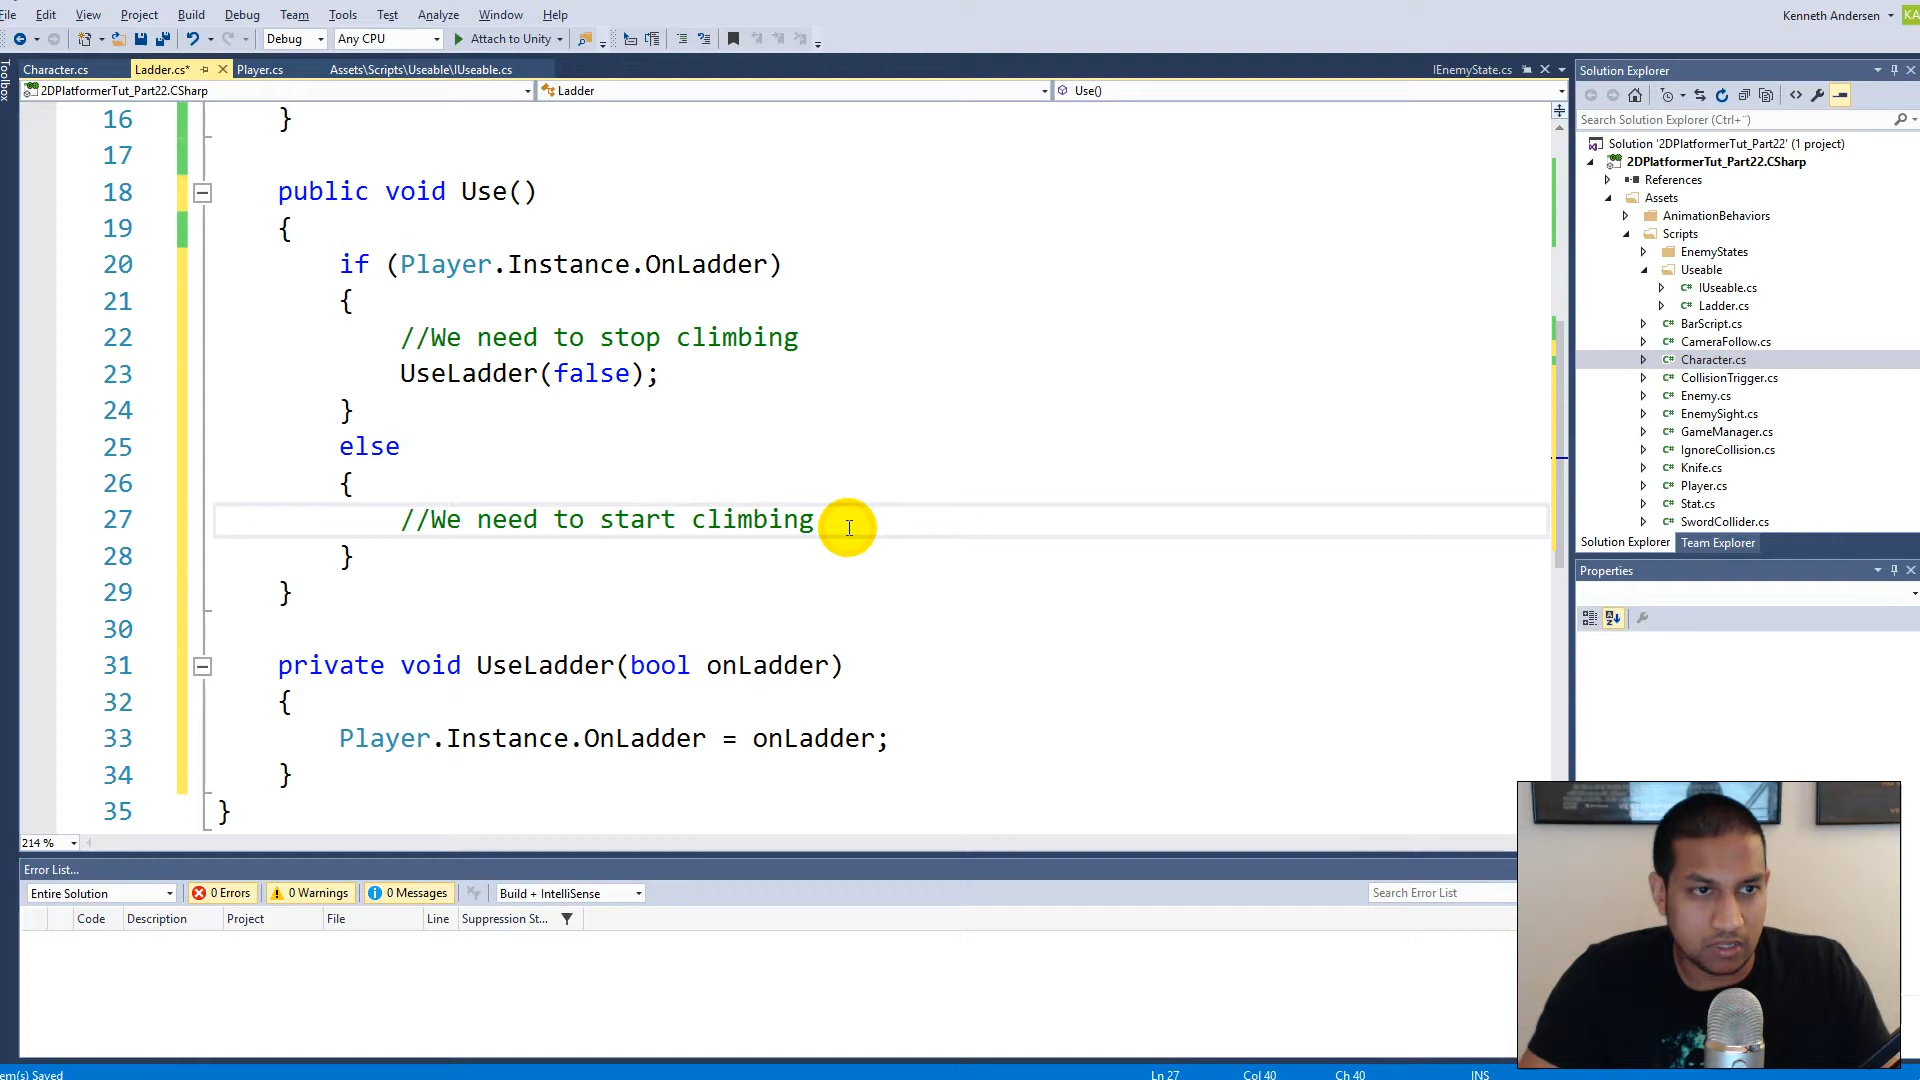 File Edit View Project Build Debug Team Tools Test Analyze Window Help
Kenneth Andersen KA
Debug Any CPU Attach to Unity
Toolbox
Character.cs Ladder.cs* Player.cs Assets\Scripts\Useable\IUseable.cs IEnemyState.cs
2DPlatformerTut_Part22.CSharp Ladder Use()
16 }
17
18 public void Use()
19 {
20 if (Player.Instance.OnLadder)
21 {
22 //We need to stop climbing
23 UseLadder(false);
24 }
25 else
26 {
27 //We need to start climbing
28 }
29 }
30
31 private void UseLadder(bool onLadder)
32 {
33 Player.Instance.OnLadder = onLadder;
34 }
35 }
214 %
Solution Explorer
Search Solution Explorer (Ctrl+¨)
Solution '2DPlatformerTut_Part22' (1 project)
2DPlatformerTut_Part22.CSharp
References
Assets
AnimationBehaviors
Scripts
EnemyStates
Useable
IUseable.cs
Ladder.cs
BarScript.cs
CameraFollow.cs
Character.cs
CollisionTrigger.cs
Enemy.cs
EnemySight.cs
GameManager.cs
IgnoreCollision.cs
Knife.cs
Player.cs
Stat.cs
SwordCollider.cs
Solution Explorer Team Explorer
Properties
Error List...
Entire Solution 0 Errors 0 Warnings 0 Messages Build + IntelliSense Search Error List
Code Description Project File Line Suppression St...
em(s) Saved Ln 27 Col 40 Ch 40 INS